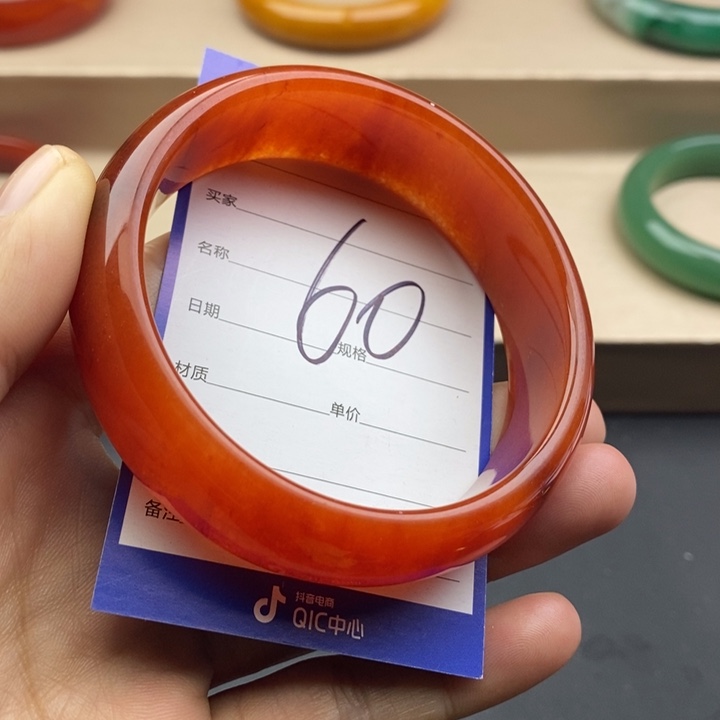 买家
名称
60
日期 规格
材质 单价
备注
抖音电商
QIC中心